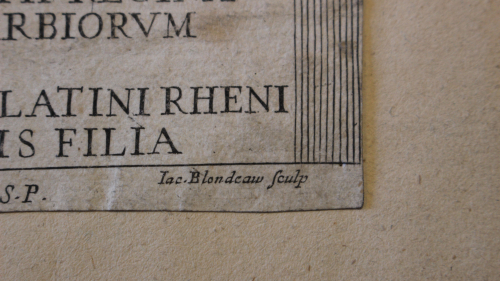 RBIORVM
LATINI RHENI
IS FILIA
S.P.
Iac. Blondeau sculp